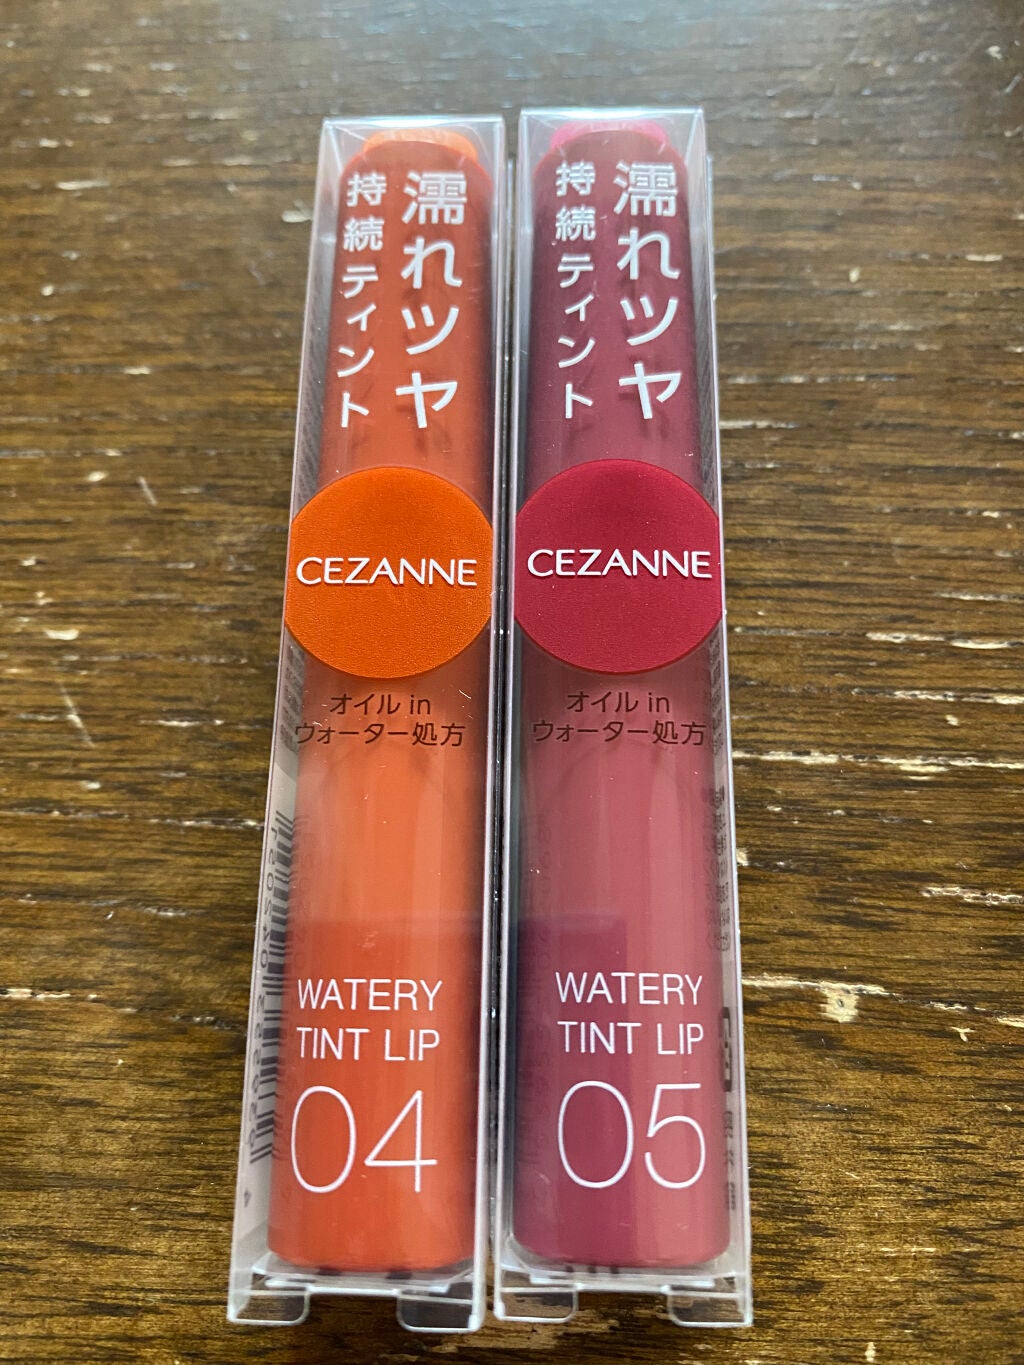 濡れツヤ
持続ティント
CEZANNE
オイル in
ウォーター処方
WATERY
TINT LIP
04
濡れツヤ
持続ティント
CEZANNE
オイル in
ウォーター処方
WATERY
TINT LIP
05